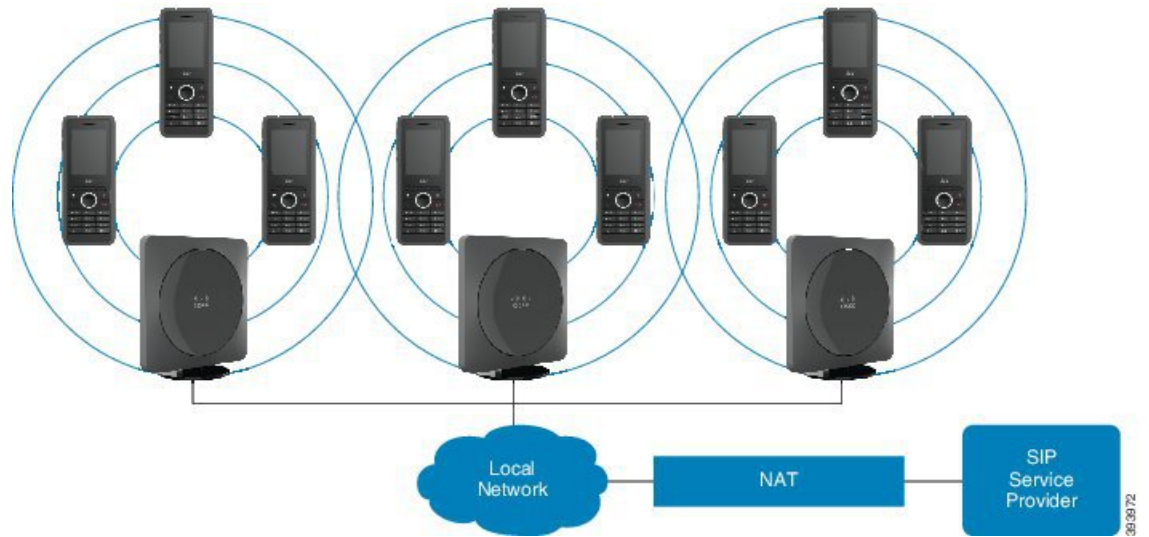 Local
Network
NAT
SIP
Service
Provider
393972